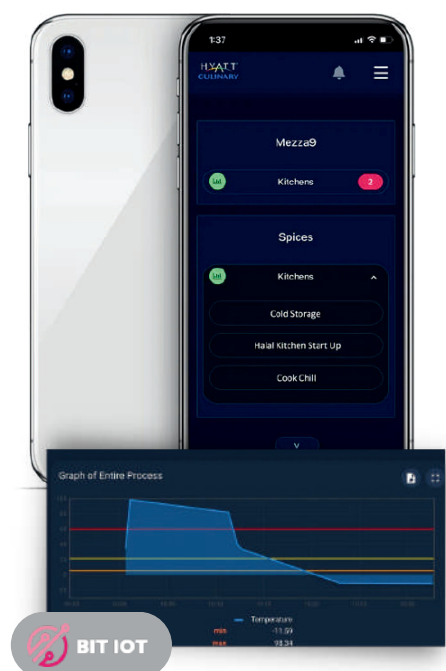 1:37
HYATT
CULINARY
Mezza9
Kitchens
2
Spices
Kitchens
Cold Storage
Halal Kitchen Start Up
Cook Chill
Graph of Entire Process
Temperature
min -11.59
max 98.34
BIT IOT